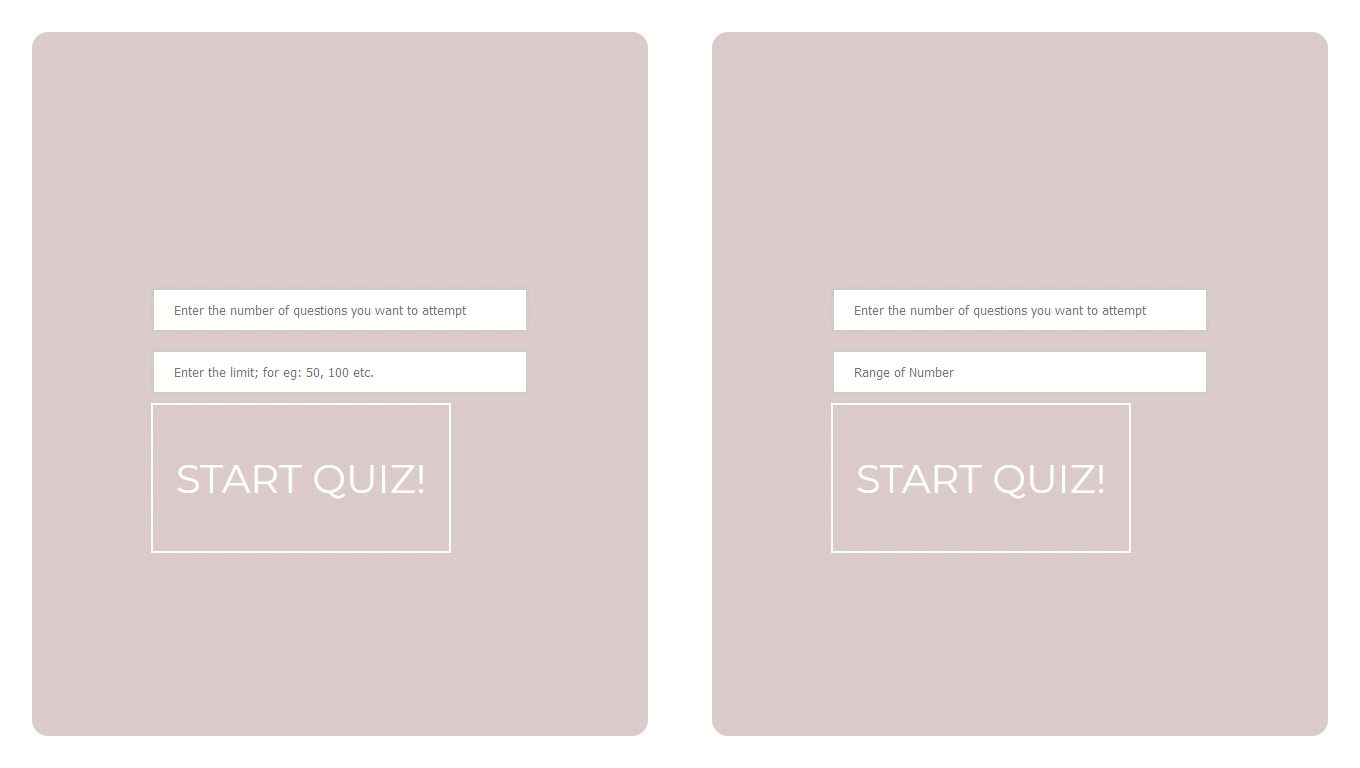 Enter the number of questions you want to attempt
Enter the limit; for eg: 50, 100 etc.
START QUIZ!
Enter the number of questions you want to attempt
Range of Number
START QUIZ!